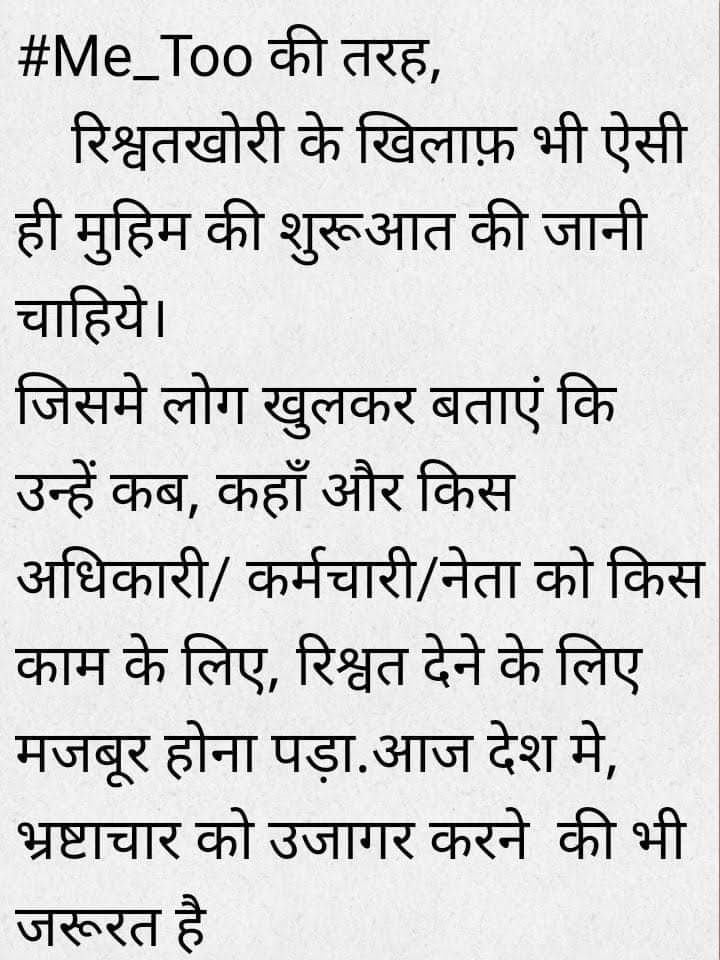 #Me_Too की तरह,
रिश्वतखोरी के खिलाफ़ भी ऐसी
ही मुहिम की शुरूआत की जानी
चाहिये।
जिसमे लोग खुलकर बताएं कि
उन्हें कब, कहाँ और किस
अधिकारी/ कर्मचारी/नेता को किस
काम के लिए, रिश्वत देने के लिए
मजबूर होना पड़ा.आज देश मे,
भ्रष्टाचार को उजागर करने की भी
जरूरत है